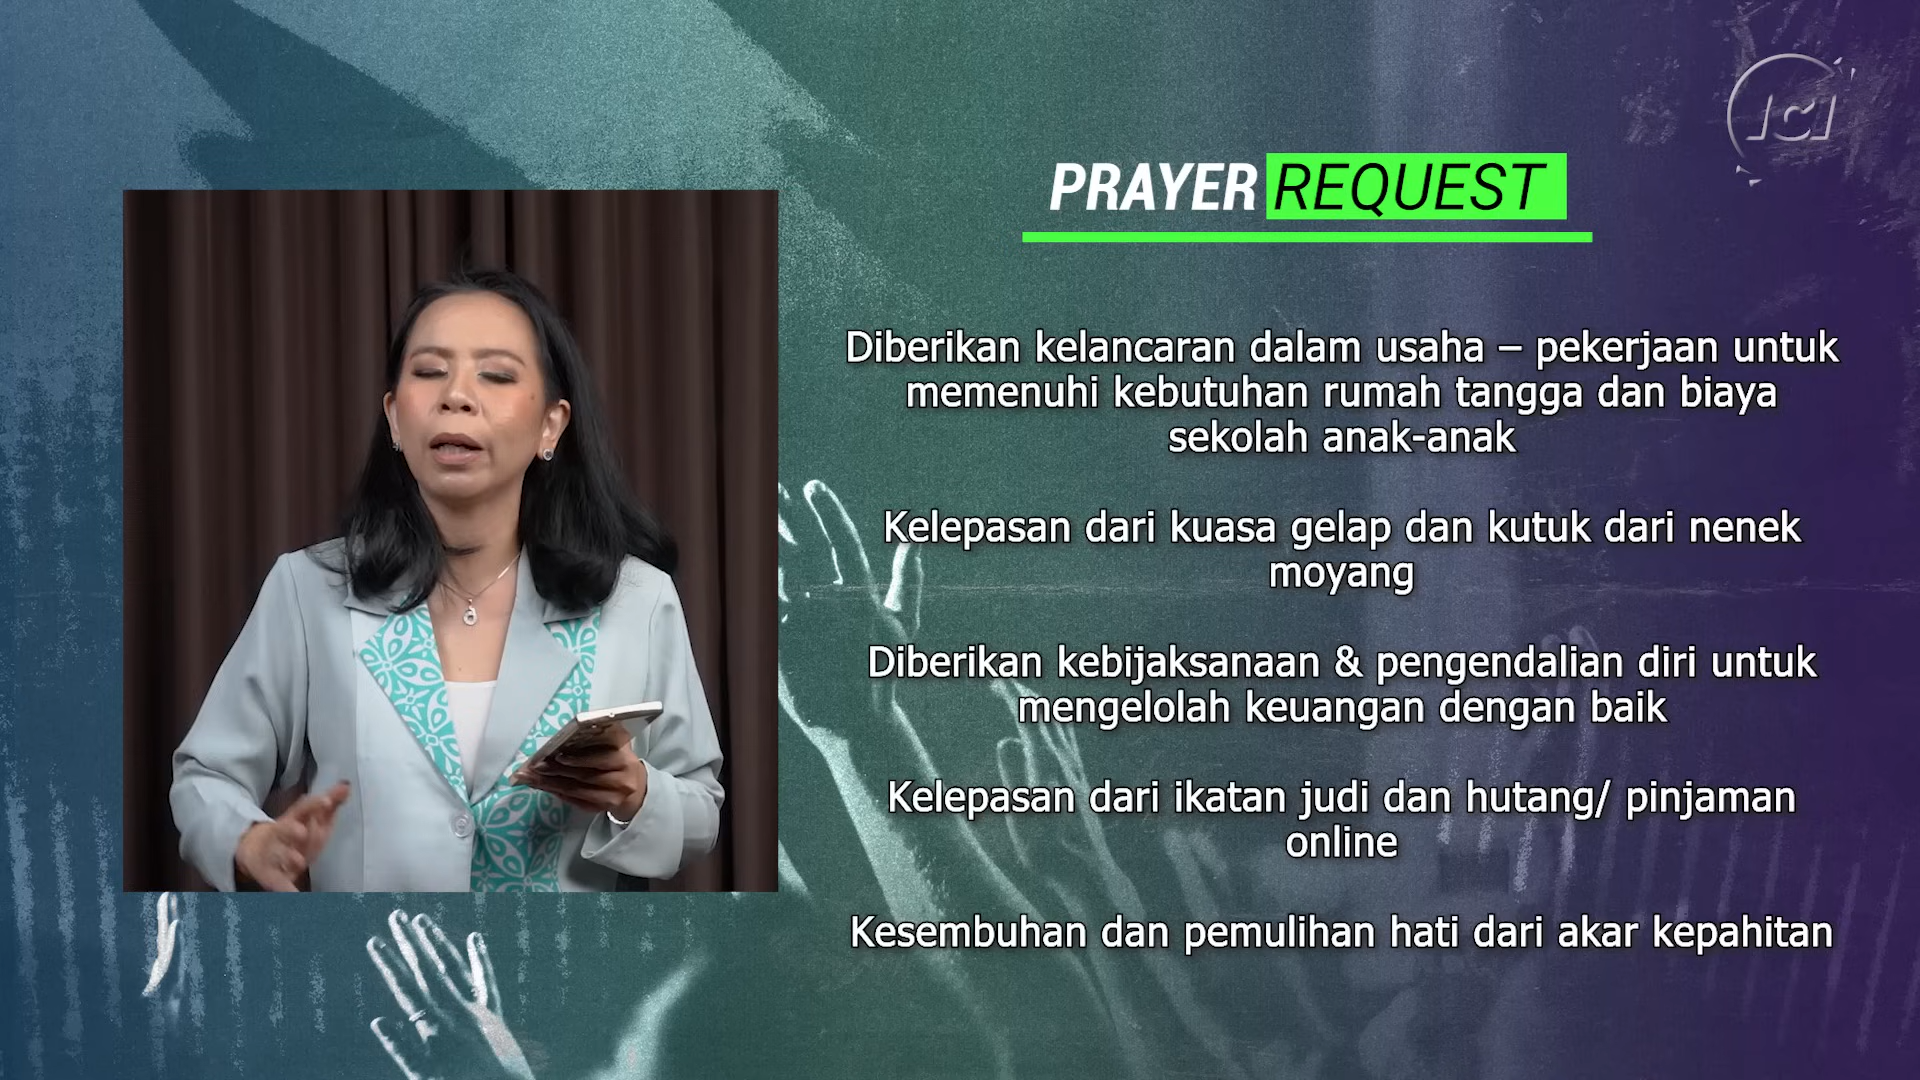 ICI
PRAYER REQUEST
Diberikan kelancaran dalam usaha – pekerjaan untuk
memenuhi kebutuhan rumah tangga dan biaya
sekolah anak-anak
Kelepasan dari kuasa gelap dan kutuk dari nenek
moyang
Diberikan kebijaksanaan & pengendalian diri untuk
mengelolah keuangan dengan baik
Kelepasan dari ikatan judi dan hutang/ pinjaman
online
Kesembuhan dan pemulihan hati dari akar kepahitan